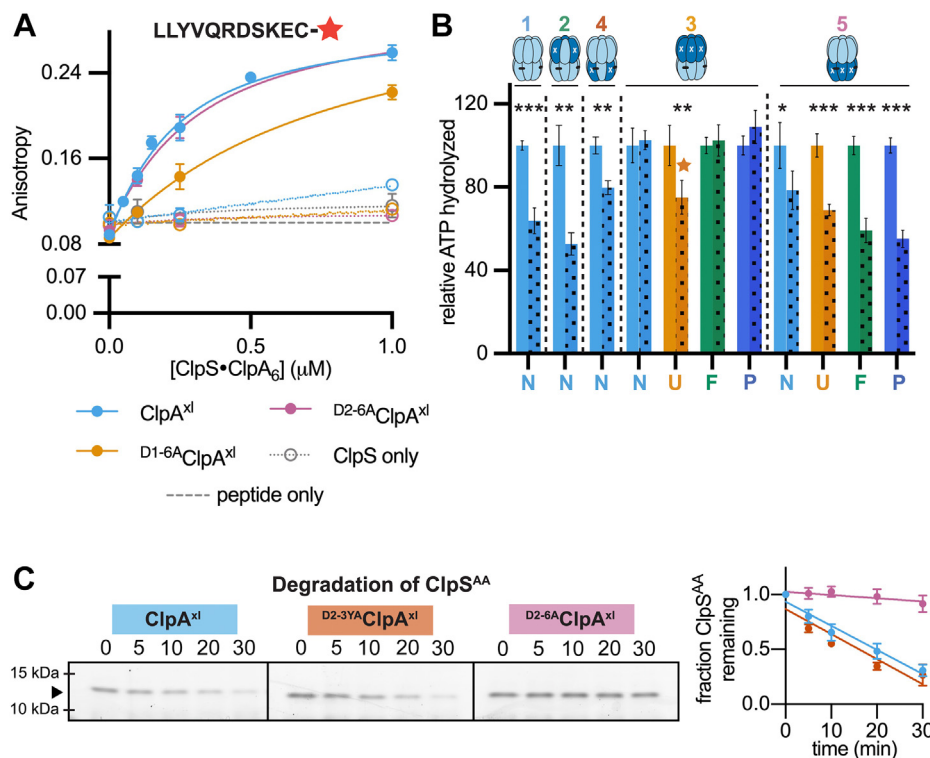 A
LLYVQRDSKEC-
Anisotropy
0.24
0.16
0.08
0.07
0.00
0.0 0.5 1.0
[ClpS•ClpA6] (μM)
ClpAxl
D2-6AClpAxl
D1-6AClpAxl
ClpS only
peptide only
B
1 2 4 3 5
x x x x x x x x x x x
*** ** ** ** * *** *** ***
relative ATP hydrolyzed
120
80
40
0
N N N N U F P N U F P
C
Degradation of ClpSAA
ClpAxl D2-3YAClpAxl D2-6AClpAxl
0 5 10 20 30 0 5 10 20 30 0 5 10 20 30
15 kDa
10 kDa
fraction ClpSAA
remaining
1.0
0.5
0.0
0 10 20 30
time (min)